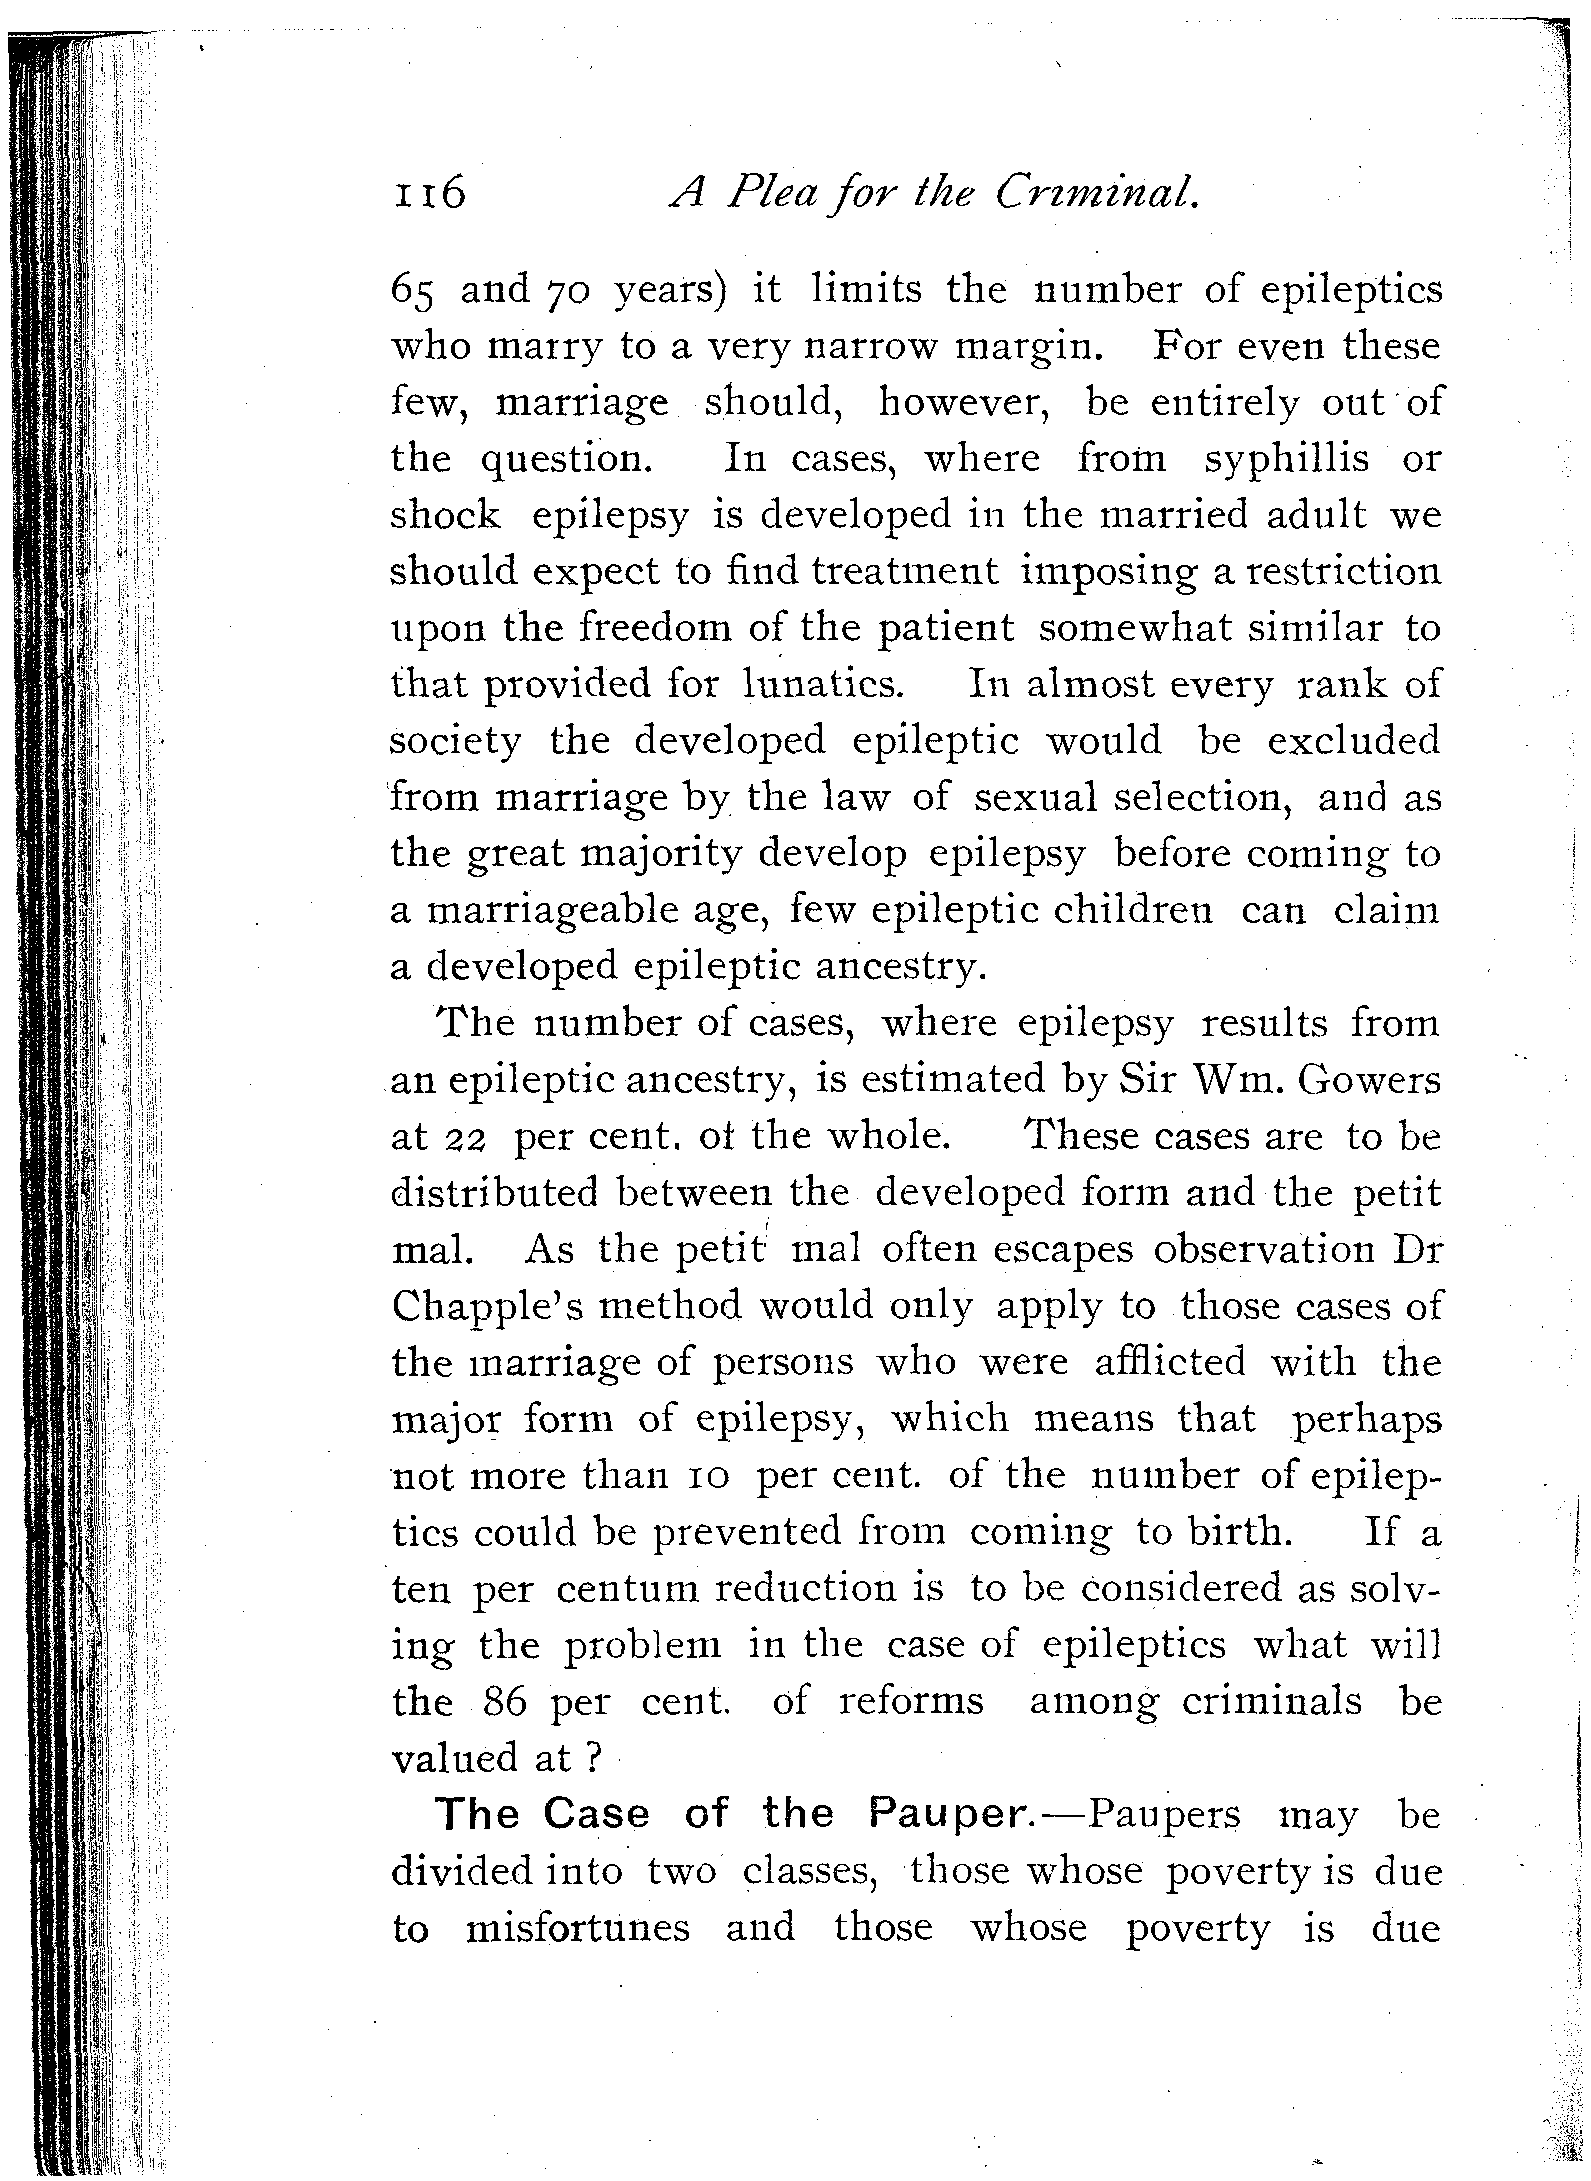 116 A Plea for the Criminal.
65 and 70 years) it limits the number of epileptics
who marry to a very narrow margin. For even these
few, marriage should, however, be entirely out of
the question. In cases, where from syphillis or
shock epilepsy is developed in the married adult we
should expect to find treatment imposing a restriction
upon the freedom of the patient somewhat similar to
that provided for lunatics. In almost every rank of
society the developed epileptic would be excluded
from marriage by the law of sexual selection, and as
the great majority develop epilepsy before coming to
a marriageable age, few epileptic children can claim
a developed epileptic ancestry.
The number of cases, where epilepsy results from
an epileptic ancestry, is estimated by Sir Wm. Gowers
at 22 per cent. of the whole. These cases are to be
distributed between the developed form and the petit
mal. As the petit mal often escapes observation Dr
Chapple's method would only apply to those cases of
the marriage of persons who were afflicted with the
major form of epilepsy, which means that perhaps
not more than 10 per cent. of the number of epilep-
tics could be prevented from coming to birth. If a
ten per centum reduction is to be considered as solv-
ing the problem in the case of epileptics what will
the 86 per cent. of reforms among criminals be
valued at ?
The Case of the Pauper.—Paupers may be
divided into two classes, those whose poverty is due
to misfortunes and those whose poverty is due